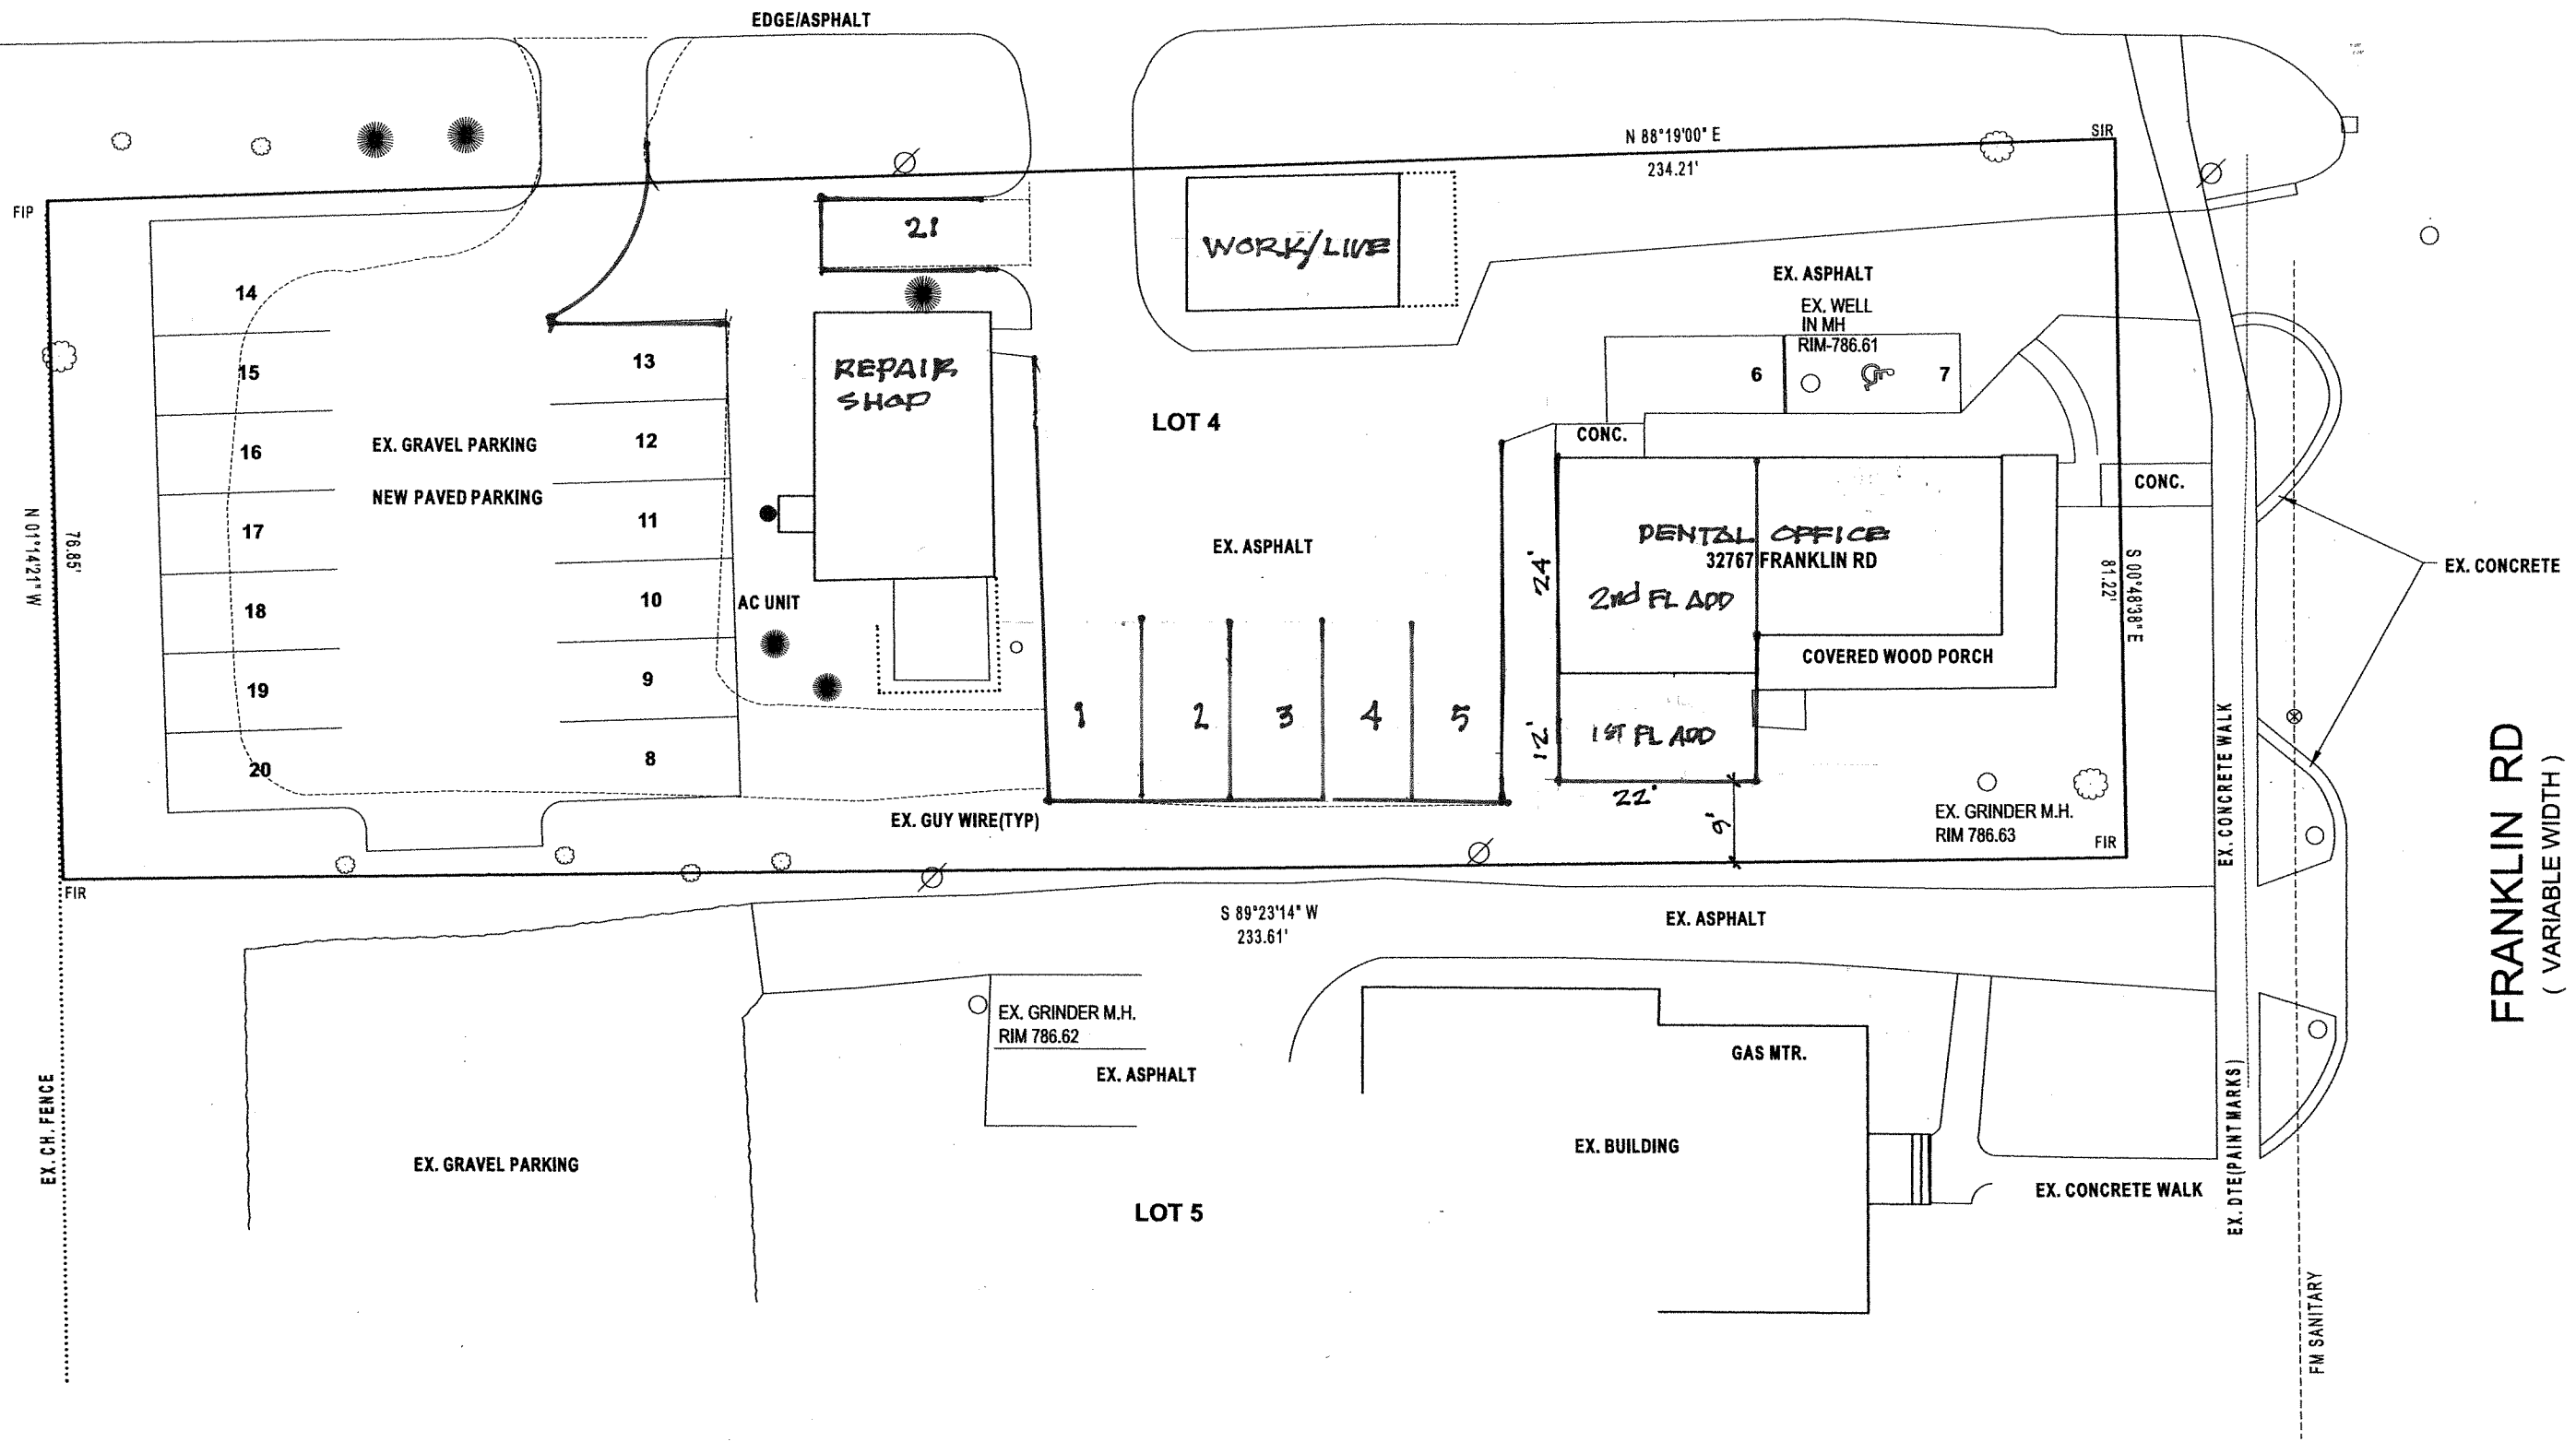 EDGE/ASPHALT
N 88°19'00" E
234.21'
SIR
FIP
21
WORK/LIVE
EX. ASPHALT
EX. WELL
IN MH
RIM-786.61
14
13
15
REPAIR
SHOP
6
7
LOT 4
12
16
EX. GRAVEL PARKING
CONC.
CONC.
NEW PAVED PARKING
11
17
N 01°14'21" W
76.85'
EX. ASPHALT
DENTAL OFFICE
32767 FRANKLIN RD
24'
2nd FL ADD
S 00°48'38" E
81.22'
EX. CONCRETE
10
18
AC UNIT
COVERED WOOD PORCH
9
19
1
2
3
4
5
12'
1ST FL ADD
8
20
22'
9'
EX. GUY WIRE(TYP)
EX. GRINDER M.H.
RIM 786.63
FIR
FIR
EX. CONCRETE WALK
FRANKLIN RD
( VARIABLE WIDTH )
S 89°23'14" W
233.61'
EX. ASPHALT
EX. GRINDER M.H.
RIM 786.62
GAS MTR.
EX. ASPHALT
EX. CH. FENCE
EX. GRAVEL PARKING
EX. BUILDING
EX. CONCRETE WALK
LOT 5
EX. DTE(PAINT MARKS)
FM SANITARY